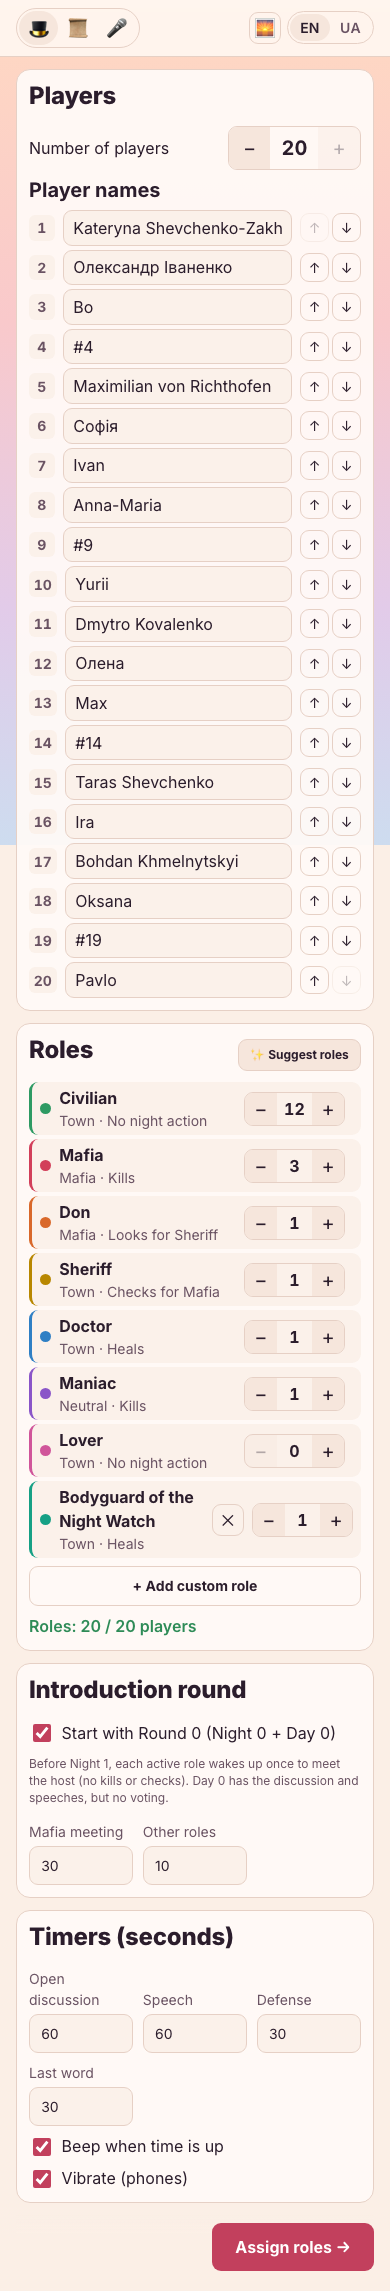 EN UA
Players
Number of players − 20 +
Player names
1 Kateryna Shevchenko-Zakh ↑ ↓
2 Олександр Іваненко ↑ ↓
3 Bo ↑ ↓
4 #4 ↑ ↓
5 Maximilian von Richthofen ↑ ↓
6 Софія ↑ ↓
7 Ivan ↑ ↓
8 Anna-Maria ↑ ↓
9 #9 ↑ ↓
10 Yurii ↑ ↓
11 Dmytro Kovalenko ↑ ↓
12 Олена ↑ ↓
13 Max ↑ ↓
14 #14 ↑ ↓
15 Taras Shevchenko ↑ ↓
16 Ira ↑ ↓
17 Bohdan Khmelnytskyi ↑ ↓
18 Oksana ↑ ↓
19 #19 ↑ ↓
20 Pavlo ↑ ↓
Roles ✨ Suggest roles
Civilian
Town · No night action − 12 +
Mafia
Mafia · Kills − 3 +
Don
Mafia · Looks for Sheriff − 1 +
Sheriff
Town · Checks for Mafia − 1 +
Doctor
Town · Heals − 1 +
Maniac
Neutral · Kills − 1 +
Lover
Town · No night action − 0 +
Bodyguard of the
Night Watch × − 1 +
Town · Heals
+ Add custom role
Roles: 20 / 20 players
Introduction round
Start with Round 0 (Night 0 + Day 0)
Before Night 1, each active role wakes up once to meet
the host (no kills or checks). Day 0 has the discussion and
speeches, but no voting.
Mafia meeting Other roles
30 10
Timers (seconds)
Open
discussion Speech Defense
60 60 30
Last word
30
Beep when time is up
Vibrate (phones)
Assign roles →